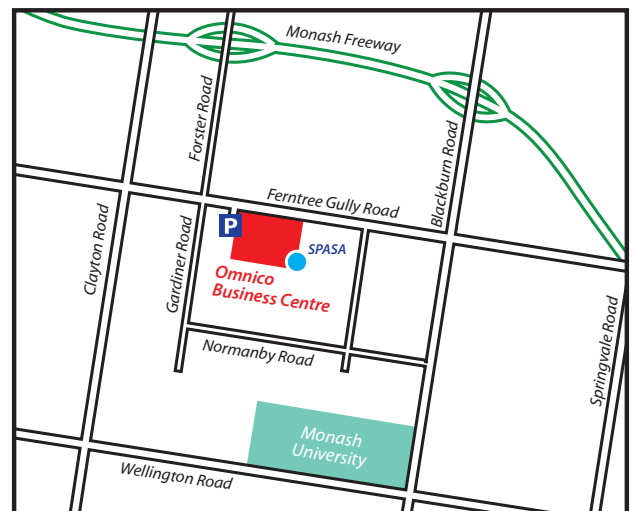 Monash Freeway
Forster Road
Blackburn Road
Ferntree Gully Road
P
SPASA
Clayton Road
Gardiner Road
Omnico
Business Centre
Springvale Road
Normanby Road
Monash
University
Wellington Road